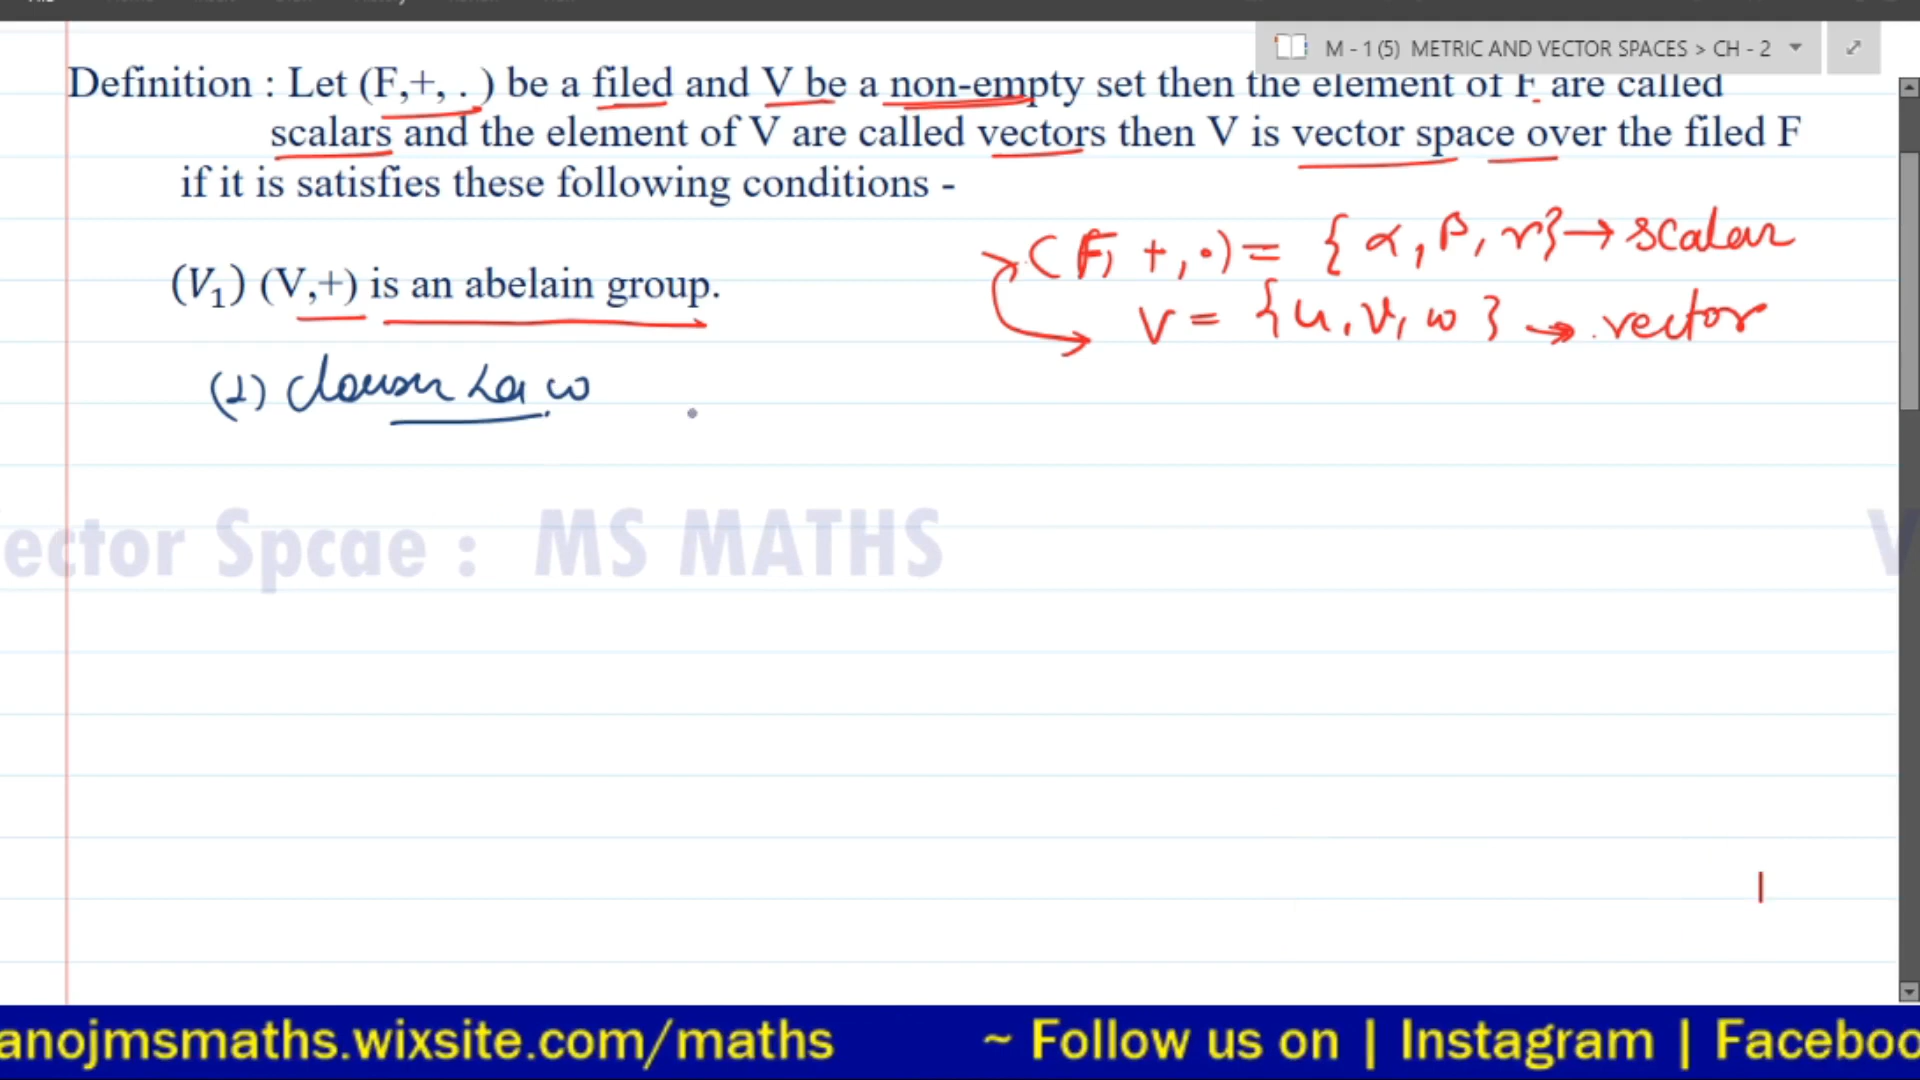 M - 1 (5) METRIC AND VECTOR SPACES > CH - 2
Definition : Let (F,+, . ) be a filed and V be a non-empty set then the element of F are called
scalars and the element of V are called vectors then V is vector space over the filed F
if it is satisfies these following conditions -
(F, +, .) = { α, β, r} → scalar
(V₁) (V,+) is an abelain group.
V = {u, v, w } → vector
(1) Clouser Law
ector Spcae : MS MATHS V
anojmsmaths.wixsite.com/maths ~ Follow us on | Instagram | Faceboo